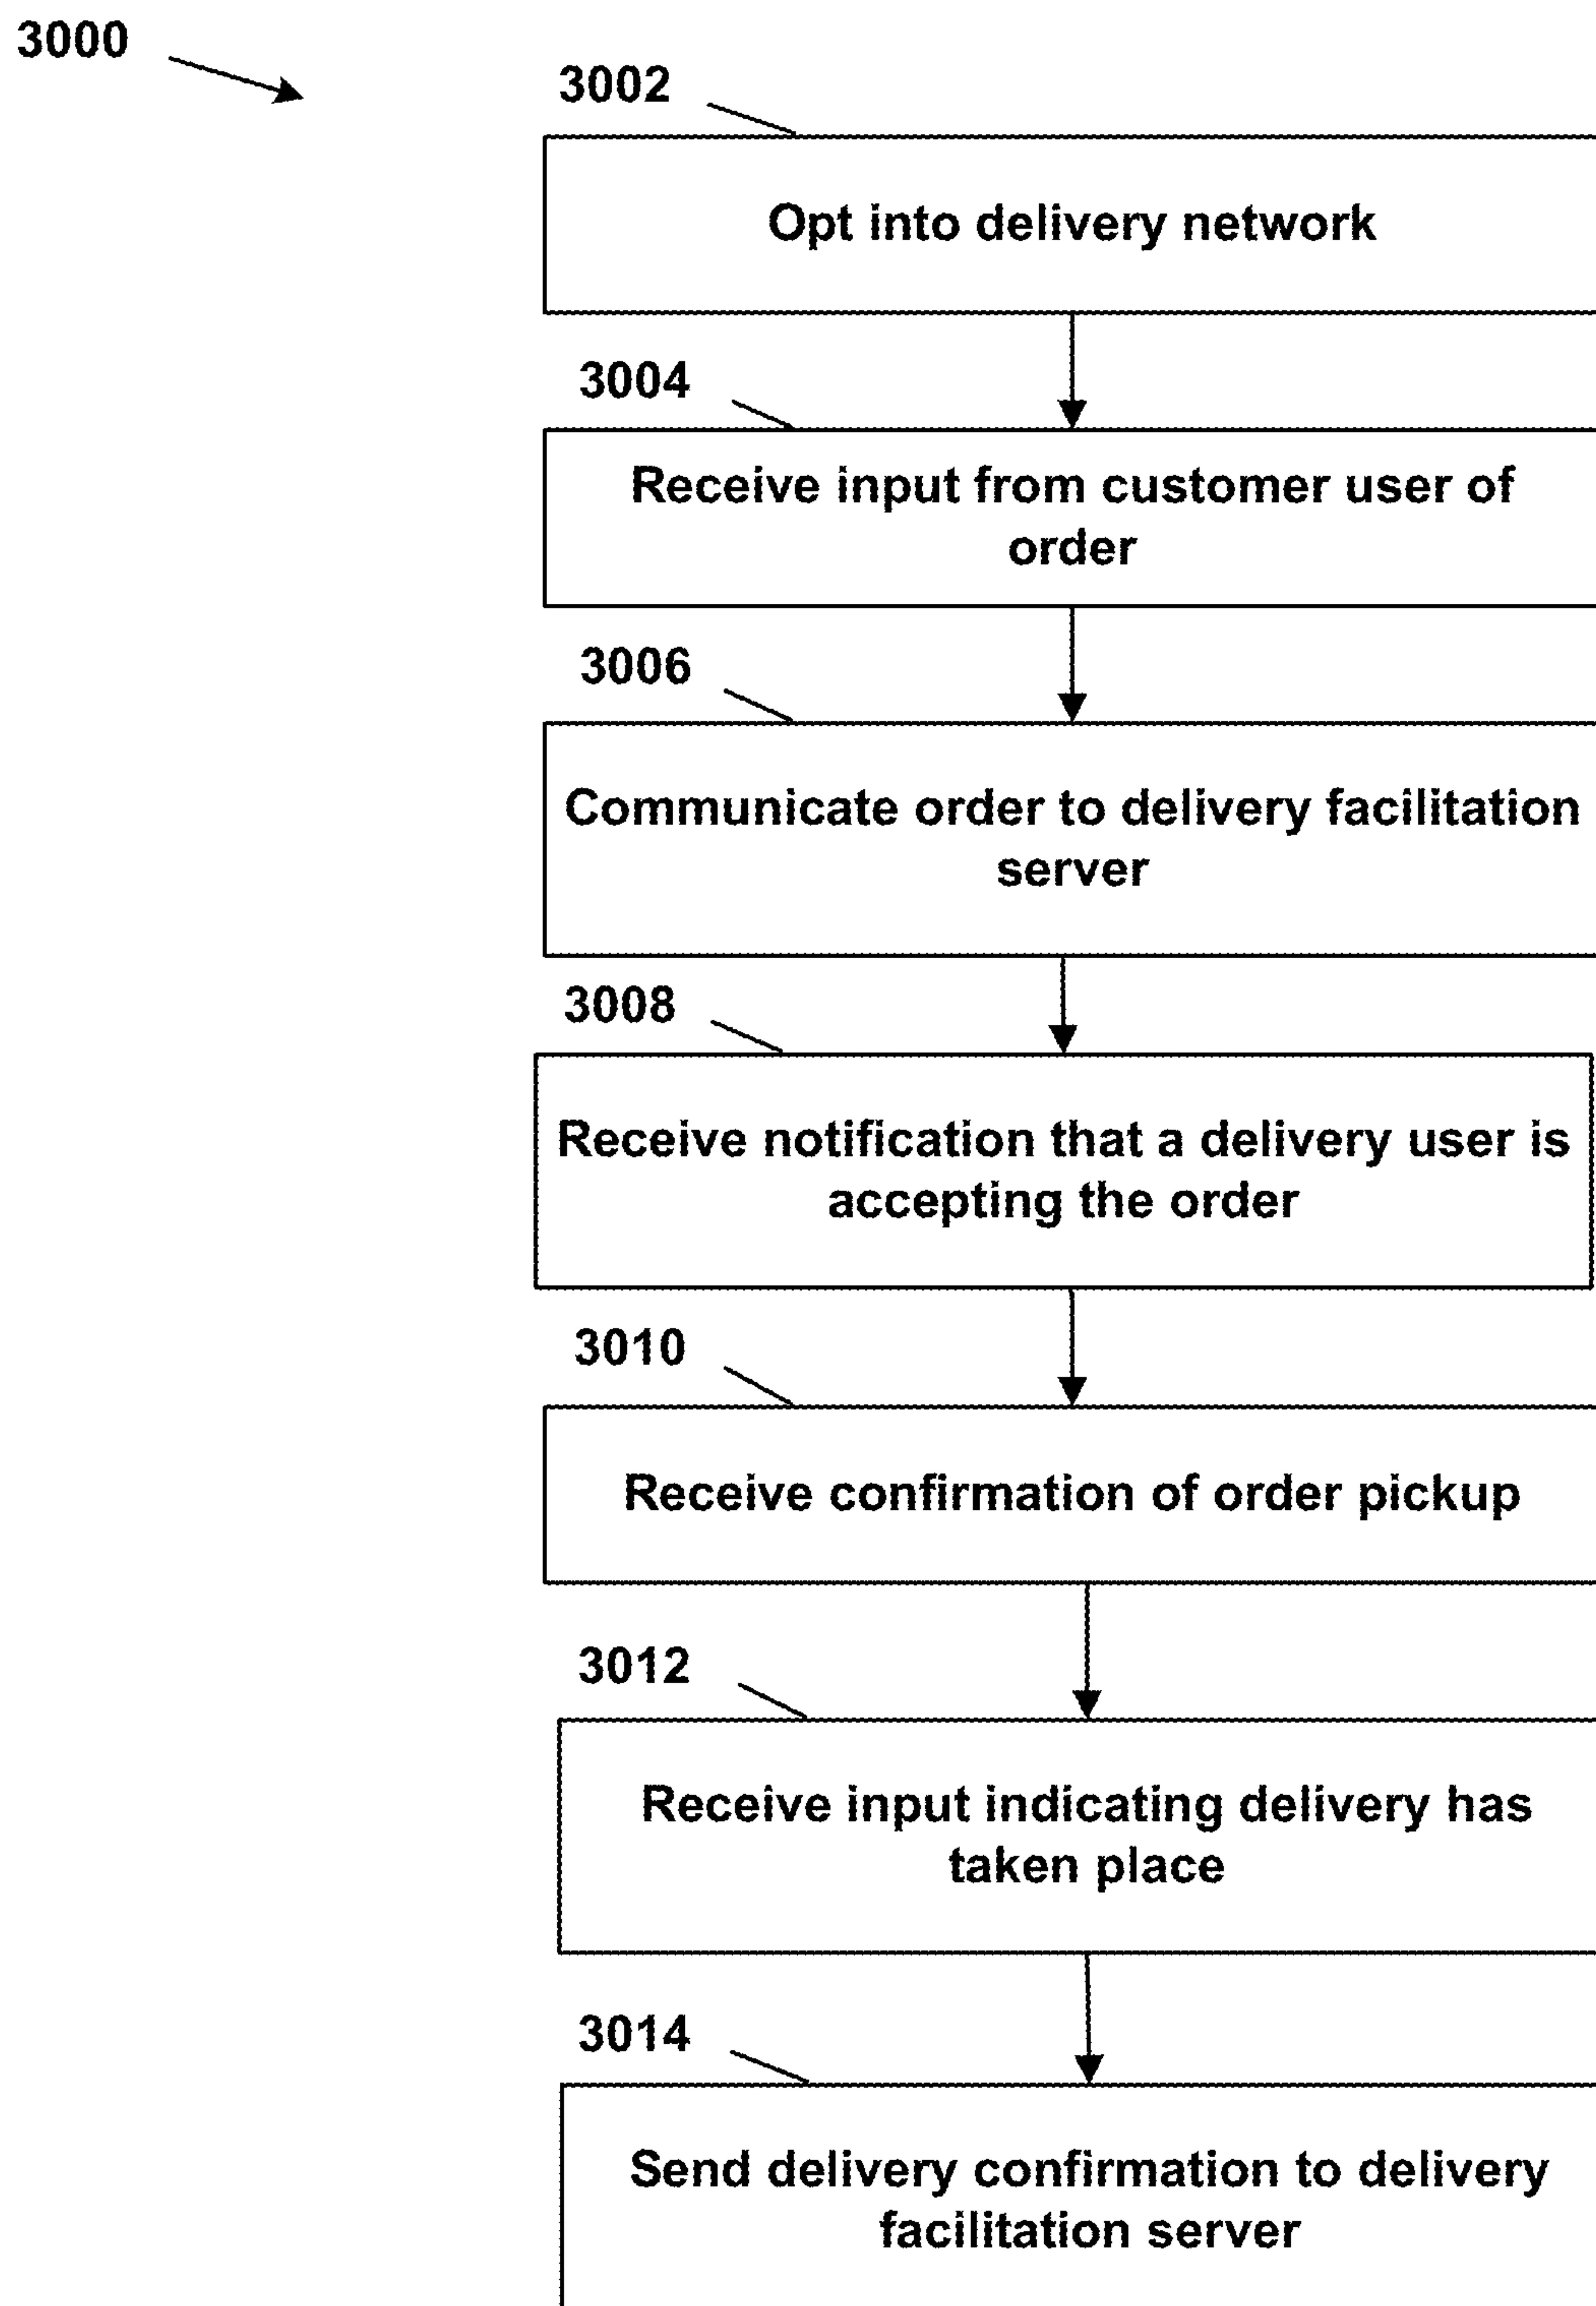 3000
3002
Opt into delivery network
3004
Receive input from customer user of
order
3006
Communicate order to delivery facilitation
server
3008
Receive notification that a delivery user is
accepting the order
3010
Receive confirmation of order pickup
3012
Receive input indicating delivery has
taken place
3014
Send delivery confirmation to delivery
facilitation server